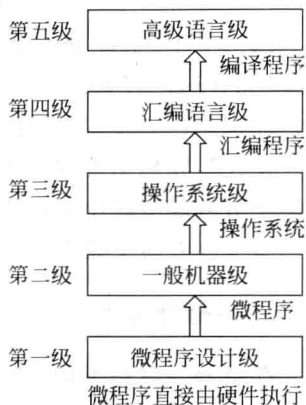 第五级 高级语言级
编译程序
第四级 汇编语言级
汇编程序
第三级 操作系统级
操作系统
第二级 一般机器级
微程序
第一级 微程序设计级
微程序直接由硬件执行